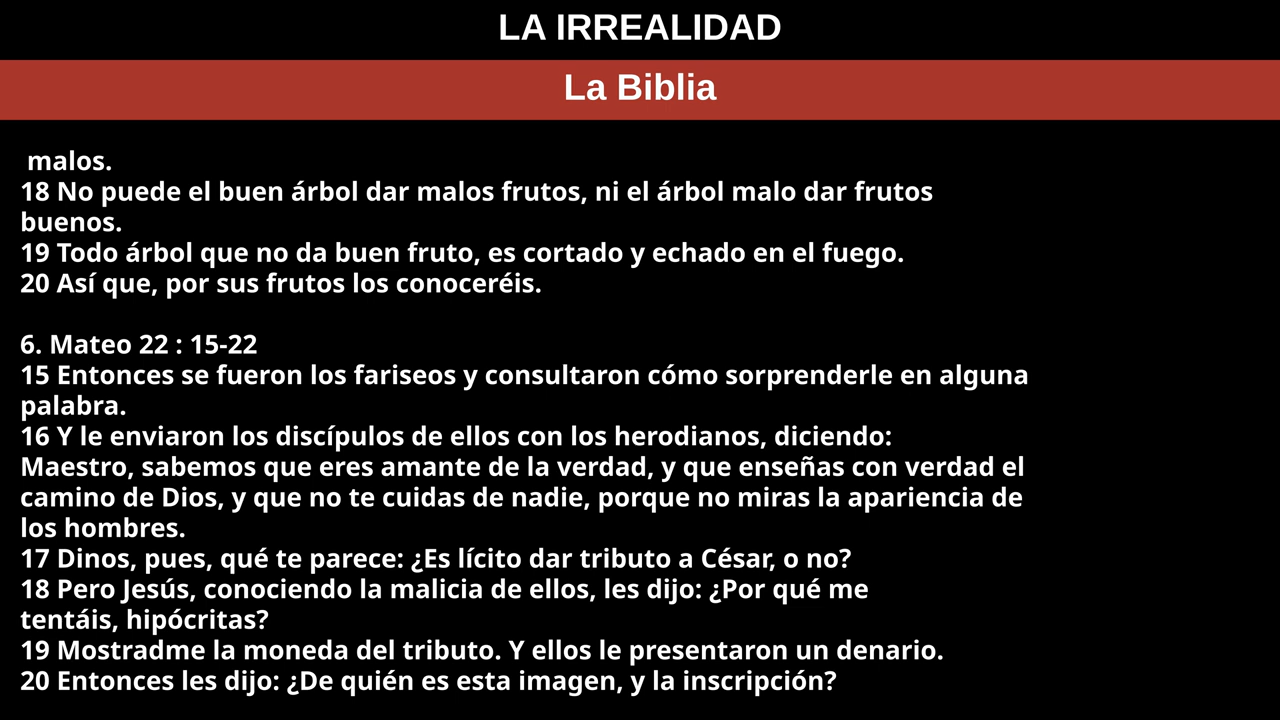 LA IRREALIDAD
La Biblia
malos.
18 No puede el buen árbol dar malos frutos, ni el árbol malo dar frutos
buenos.
19 Todo árbol que no da buen fruto, es cortado y echado en el fuego.
20 Así que, por sus frutos los conoceréis.
6. Mateo 22 : 15-22
15 Entonces se fueron los fariseos y consultaron cómo sorprenderle en alguna
palabra.
16 Y le enviaron los discípulos de ellos con los herodianos, diciendo:
Maestro, sabemos que eres amante de la verdad, y que enseñas con verdad el
camino de Dios, y que no te cuidas de nadie, porque no miras la apariencia de
los hombres.
17 Dinos, pues, qué te parece: ¿Es lícito dar tributo a César, o no?
18 Pero Jesús, conociendo la malicia de ellos, les dijo: ¿Por qué me
tentáis, hipócritas?
19 Mostradme la moneda del tributo. Y ellos le presentaron un denario.
20 Entonces les dijo: ¿De quién es esta imagen, y la inscripción?